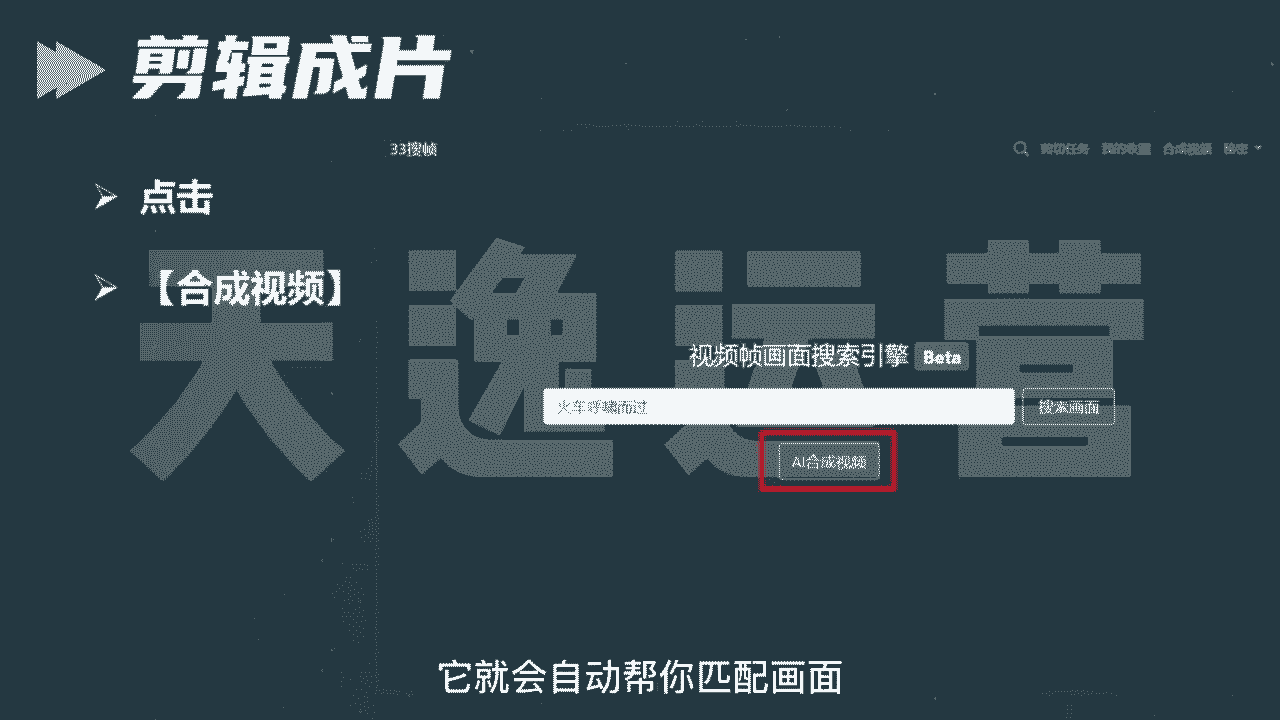 剪辑成片
33搜帧
剪切任务 我的收藏 合成视频
点击
【合成视频】
天逸运营
视频帧画面搜索引擎 Beta
火车呼啸而过
搜索画面
AI合成视频
它就会自动帮你匹配画面